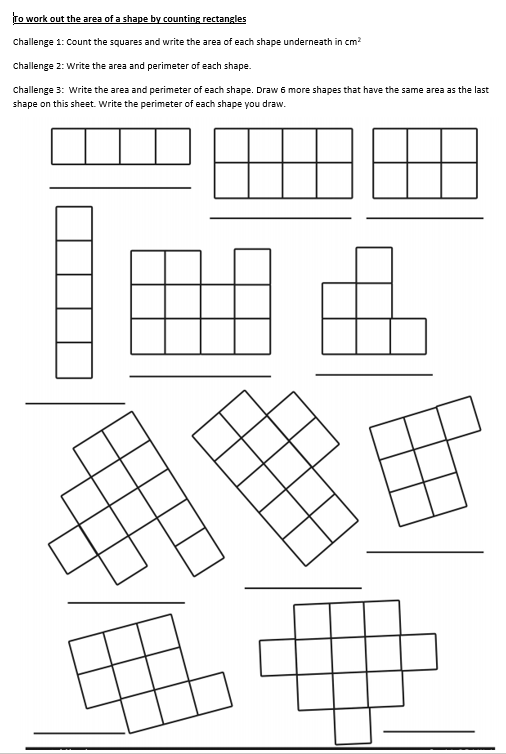 To work out the area of a shape by counting rectangles
Challenge 1: Count the squares and write the area of each shape underneath in cm²
Challenge 2: Write the area and perimeter of each shape.
Challenge 3:  Write the area and perimeter of each shape. Draw 6 more shapes that have the same area as the last
shape on this sheet. Write the perimeter of each shape you draw.